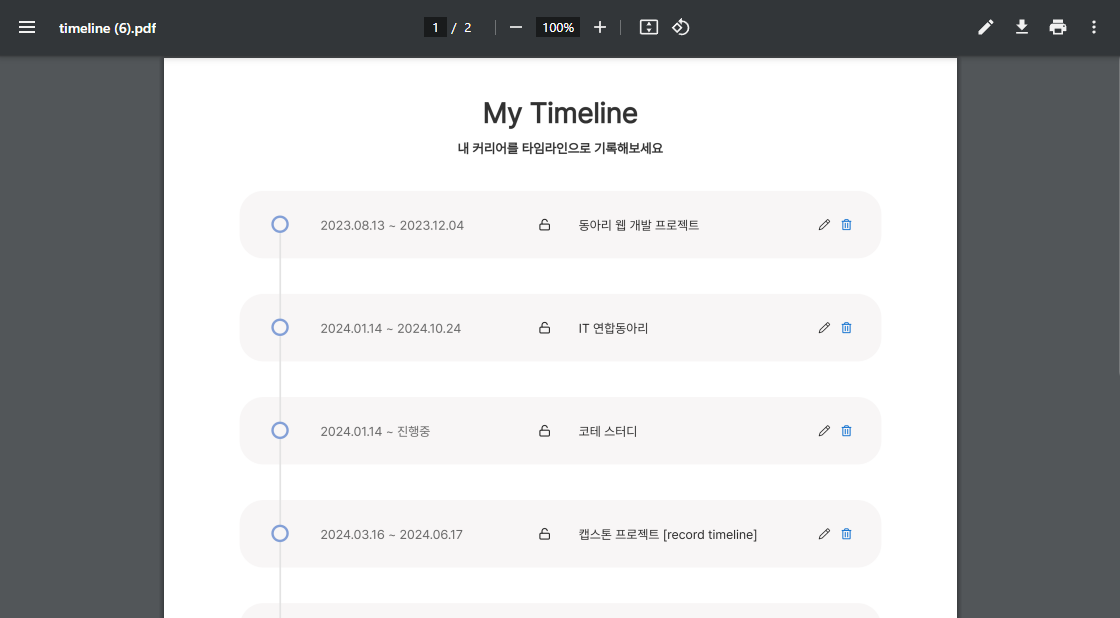 timeline (6).pdf
1 / 2
100%
My Timeline
내 커리어를 타임라인으로 기록해보세요
2023.08.13 ~ 2023.12.04 동아리 웹 개발 프로젝트
2024.01.14 ~ 2024.10.24 IT 연합동아리
2024.01.14 ~ 진행중 코테 스터디
2024.03.16 ~ 2024.06.17 캡스톤 프로젝트 [record timeline]